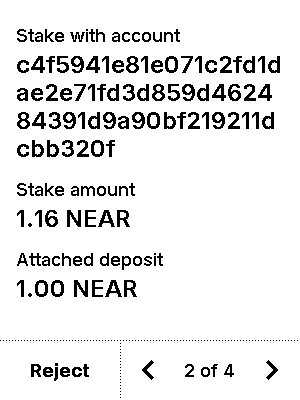 Stake with account
c4f5941e81e071c2fd1d
ae2e71fd3d859d4624
84391d9a90bf219211d
cbb320f
Stake amount
1.16 NEAR
Attached deposit
1.00 NEAR
Reject
2 of 4